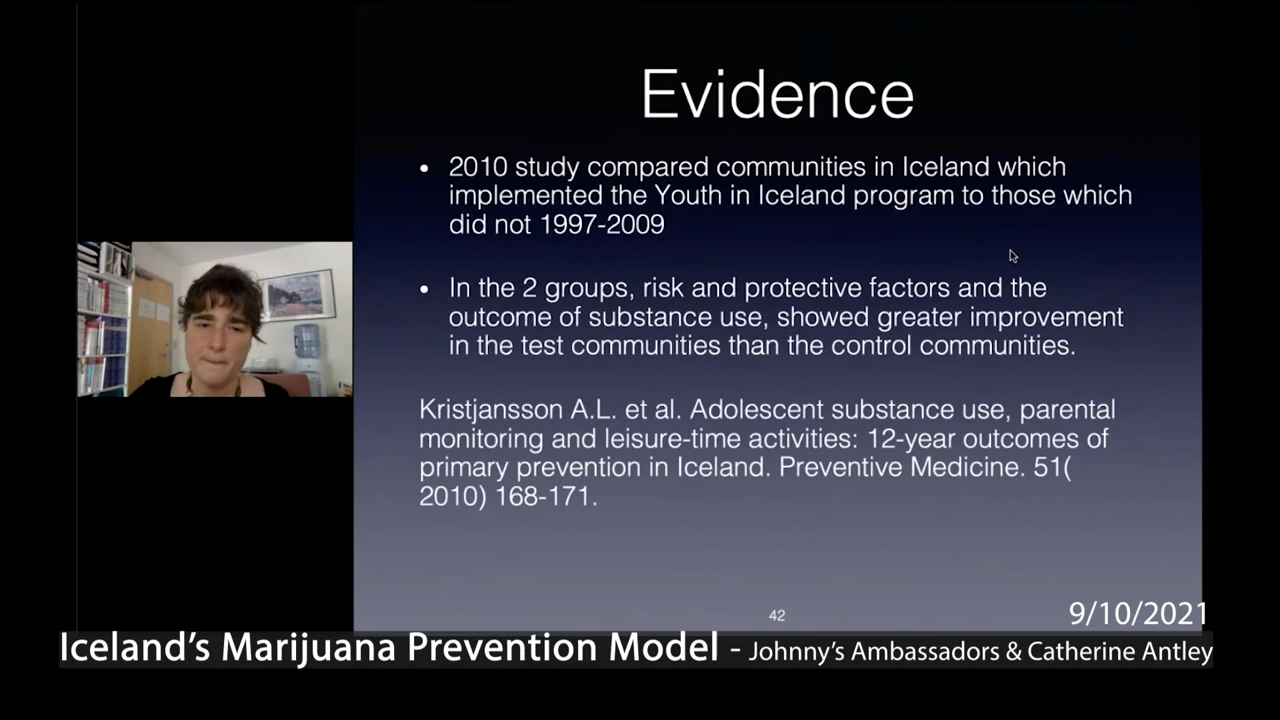 Evidence
• 2010 study compared communities in Iceland which
implemented the Youth in Iceland program to those which
did not 1997-2009
• In the 2 groups, risk and protective factors and the
outcome of substance use, showed greater improvement
in the test communities than the control communities.
Kristjansson A.L. et al. Adolescent substance use, parental
monitoring and leisure-time activities: 12-year outcomes of
primary prevention in Iceland. Preventive Medicine. 51(
2010) 168-171.
42
9/10/2021
Iceland's Marijuana Prevention Model - Johnny's Ambassadors & Catherine Antley